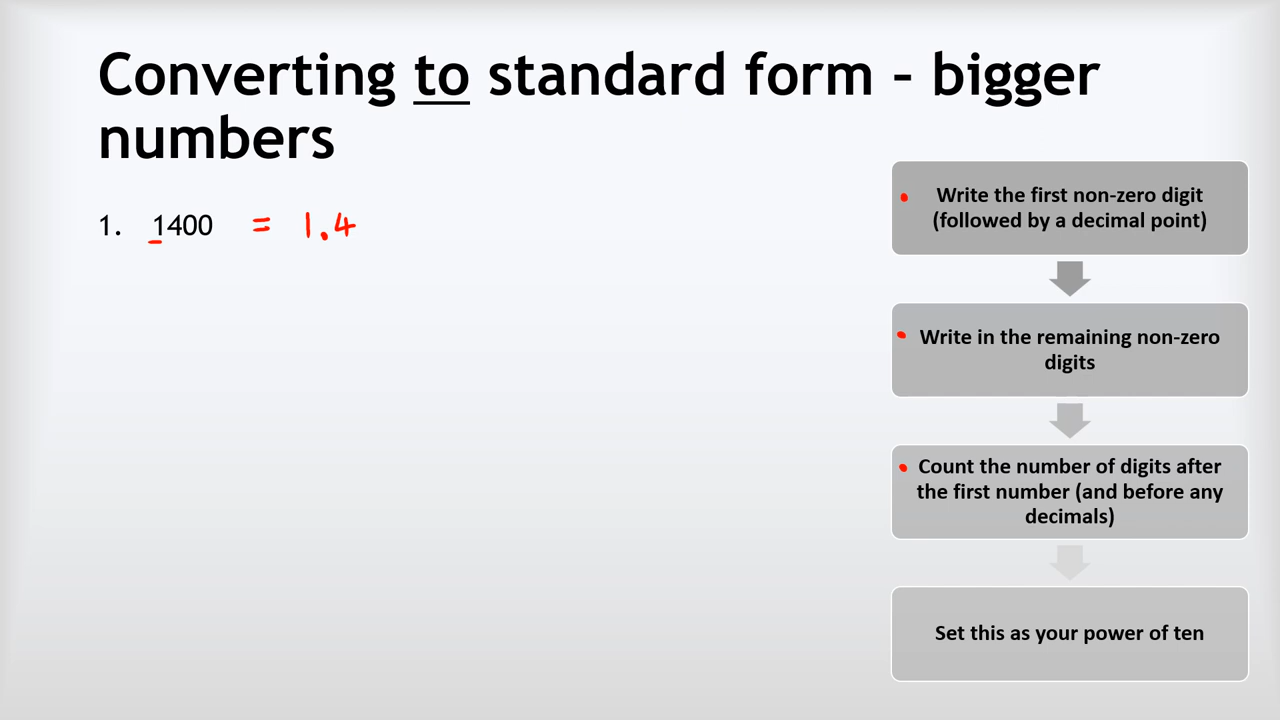 Converting to standard form – bigger
numbers
1. 1400 = 1.4
Write the first non-zero digit
(followed by a decimal point)
Write in the remaining non-zero
digits
Count the number of digits after
the first number (and before any
decimals)
Set this as your power of ten